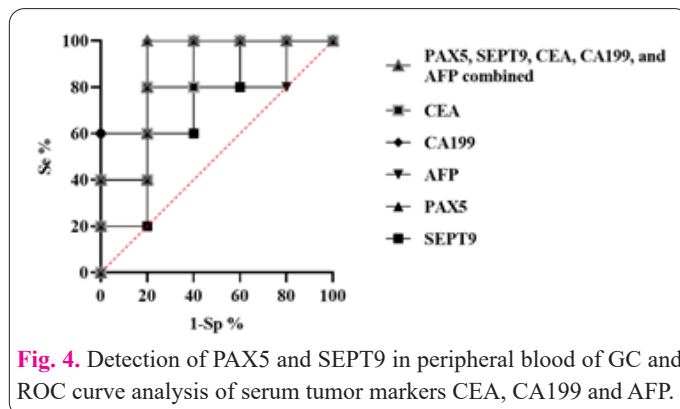 100
80
60
40
20
0
Se %
0 20 40 60 80 100
1-Sp %
PAX5, SEPT9, CEA, CA199, and
AFP combined
CEA
CA199
AFP
PAX5
SEPT9
Fig. 4. Detection of PAX5 and SEPT9 in peripheral blood of GC and
ROC curve analysis of serum tumor markers CEA, CA199 and AFP.